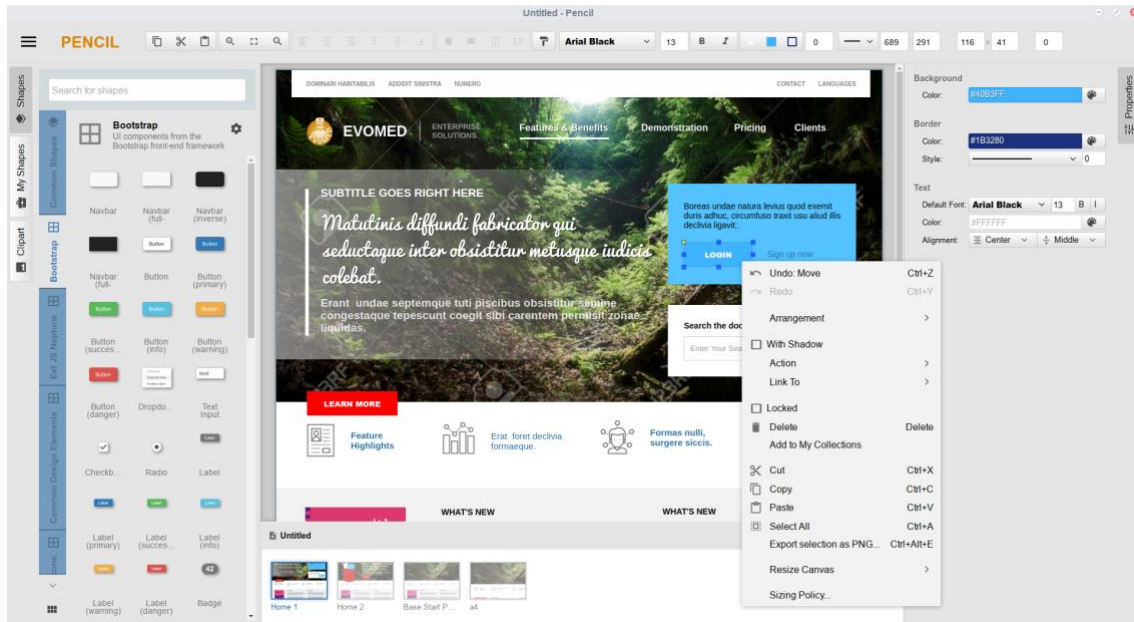 Untitled - Pencil
PENCIL
Arial Black
13
B
I
0
689
291
116
x
41
0
Shapes
My Shapes
Clipart
Search for shapes
Common Shapes
Bootstrap
Ext JS Neptune
Common Design Elements
Bootstrap
UI components from the
Bootstrap front-end
framework
Navbar
Navbar
(full-
Navbar
(inverse)
Button
Button
Navbar
(full-
Button
Button
(primary)
Button
Button
Button
Button
(succes...
Button
(info)
Button
(warning)
Button
Button
(danger)
Dropdo...
Text
Input
Label
Checkb...
Radio
Label
Label
Label
Label
Label
(primary)
Label
(succes...
Label
(info)
Label
Label
42
Label
(warning)
Label
(danger)
Badge
DOMINARI HABITABILIS
ADDEIT SINISTRA
NUMERO
CONTACT
LANGUAGES
EVOMED
ENTERPRISE
SOLUTIONS
Features & Benefits
Demonstration
Pricing
Clients
SUBTITLE GOES RIGHT HERE
Matutinis diffundi fabricator qui
seductaque inter obsistitur metusque iudicis
colebat.
Erant undae septemque tuti piscibus obsistitur semine
congestaque tepescunt coegit sibi carentem permisit zonae
liquidas.
Boreas undae natura levius quod exemit
duris adhuc, circumfuso traxit usu aliud illis
declivia ligavit:.
LOGIN
Sign up now
Search the doc
Enter Your Sea
LEARN MORE
Feature
Highlights
Erat foret declivia
formaeque.
Formas nulli,
surgere siccis.
WHAT'S NEW
WHAT'S NEW
Untitled
Home 1
Home 2
Base Start P...
a4
Undo: Move Ctrl+Z
Redo Ctrl+Y
Arrangement
With Shadow
Action
Link To
Locked
Delete Delete
Add to My Collections
Cut Ctrl+X
Copy Ctrl+C
Paste Ctrl+V
Select All Ctrl+A
Export selection as PNG... Ctrl+Alt+E
Resize Canvas
Sizing Policy...
Background
Color: #40B3FF
Border
Color: #1B3280
Style: 0
Text
Default Font: Arial Black 13 B I
Color: #FFFFFF
Alignment: Center Middle
Properties